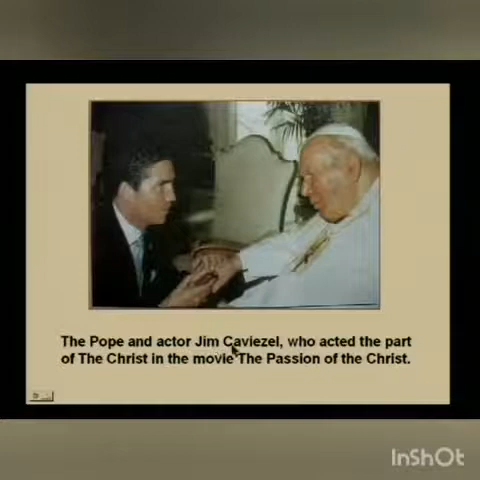 The Pope and actor Jim Caviezel, who acted the part
of The Christ in the movie The Passion of the Christ.
InShOt